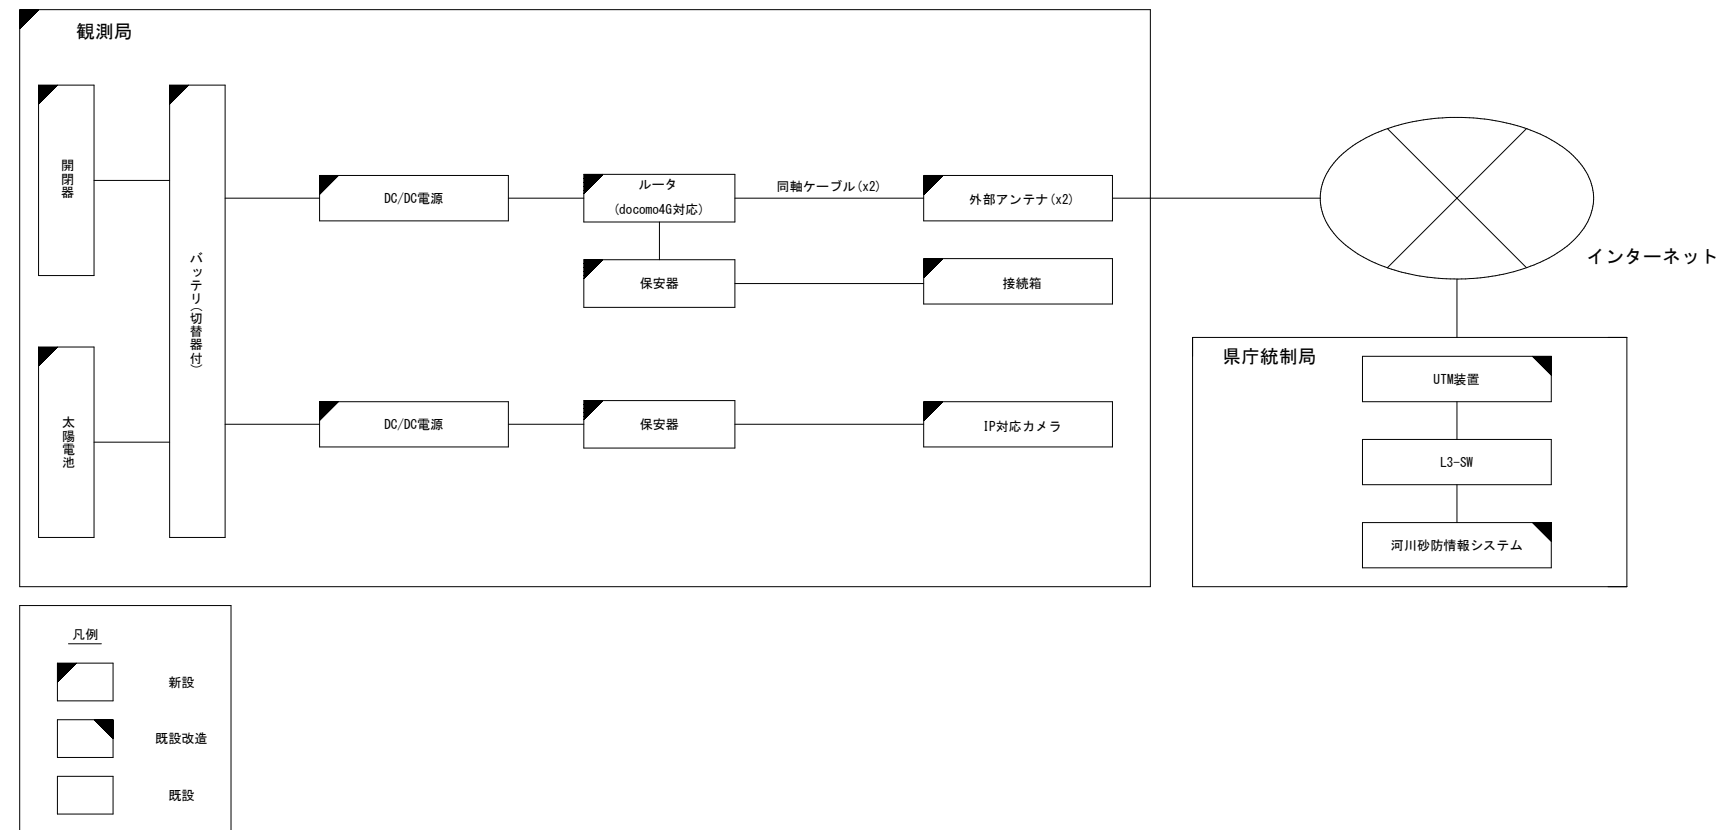 観測局
開閉器
太陽電池
バッテリ(切替器付)
DC/DC電源
ルータ
(docomo4G対応)
同軸ケーブル(x2)
外部アンテナ(x2)
保安器
接続箱
DC/DC電源
保安器
IP対応カメラ
インターネット
県庁統制局
UTM装置
L3-SW
河川砂防情報システム
凡例
新設
既設改造
既設